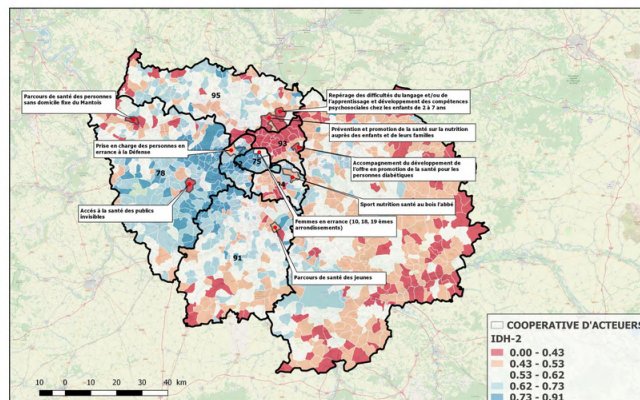 95
Parcours de santé des personnes
sans domicile fixe du Mantois
Repérage des difficultés du langage et/ou de
l'apprentissage et développement des compétences
psychosociales chez les enfants de 2 à 7 ans
Prévention et promotion de la santé sur la nutrition
auprès des enfants et de leurs familles
Prise en charge des personnes en
errance à la Défense
93
75
78
Accompagnement du développement de
l'offre en promotion de la santé pour les
personnes diabétiques
Sport nutrition santé au bois l'abbé
Accès à la santé des publics
invisibles
Femmes en errance (10, 18, 19 èmes
arrondissements)
91
Parcours de santé des jeunes
COOPERATIVE D'ACTEURS
IDH-2
0.00 - 0.43
0.43 - 0.53
0.53 - 0.62
0.62 - 0.73
0.73 - 0.91
10 0 10 20 30 40 km